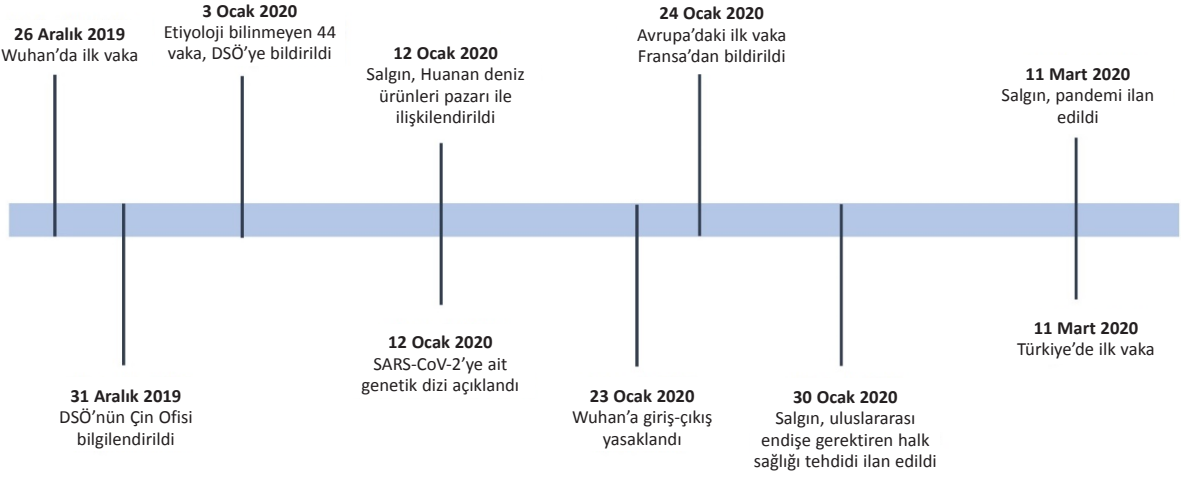 26 Aralık 2019
Wuhan’da ilk vaka
31 Aralık 2019
DSÖ’nün Çin Ofisi
bilgilendirildi
3 Ocak 2020
Etiyoloji bilinmeyen 44
vaka, DSÖ’ye bildirildi
12 Ocak 2020
Salgın, Huanan deniz
ürünleri pazarı ile
ilişkilendirildi
12 Ocak 2020
SARS-CoV-2’ye ait
genetik dizi açıklandı
23 Ocak 2020
Wuhan’a giriş-çıkış
yasaklandı
24 Ocak 2020
Avrupa’daki ilk vaka
Fransa’dan bildirildi
30 Ocak 2020
Salgın, uluslararası
endişe gerektiren halk
sağlığı tehdidi ilan edildi
11 Mart 2020
Salgın, pandemi ilan
edildi
11 Mart 2020
Türkiye’de ilk vaka